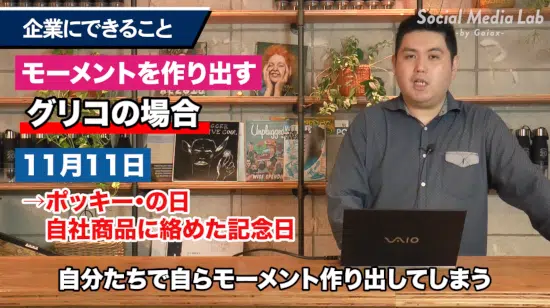 企業にできること
Social Media Lab
-by Gaiax-
モーメントを作り出す
グリコの場合
11月11日
→ポッキー・の日
自社商品に絡めた記念日
Unplugged
VAIO
自分たちで自らモーメント作り出してしまう